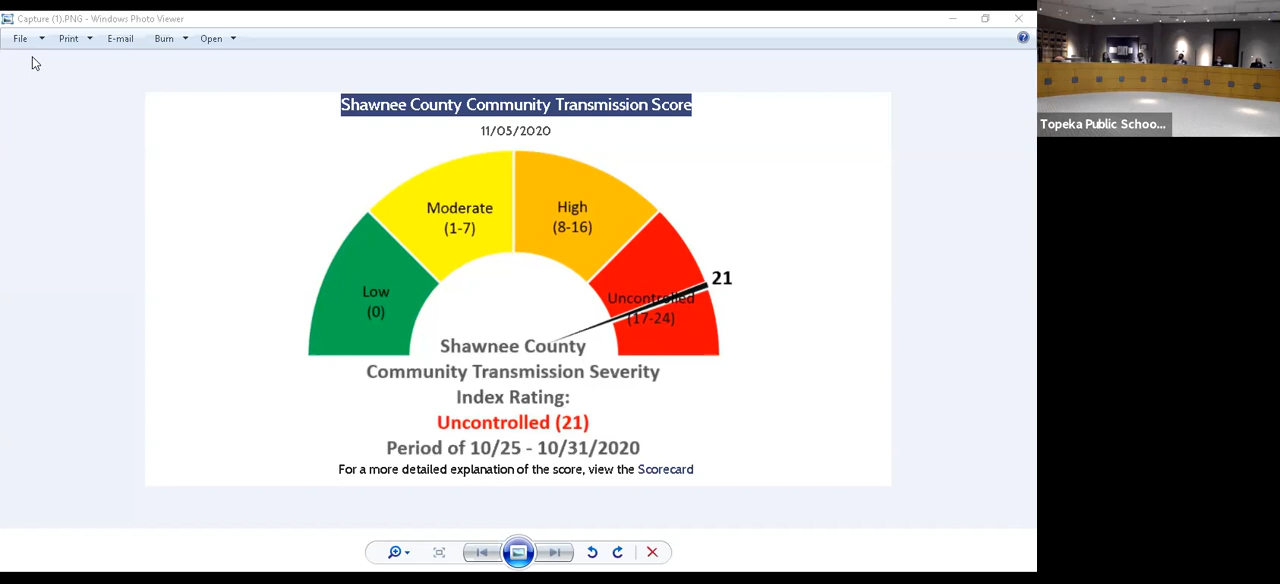 Capture (1).PNG - Windows Photo Viewer
File Print E-mail Burn Open
Topeka Public Schoo...
Shawnee County Community Transmission Score
11/05/2020
Moderate
(1-7)
High
(8-16)
Low
(0)
Uncontrolled
(17-24)
21
Shawnee County
Community Transmission Severity
Index Rating:
Uncontrolled (21)
Period of 10/25 - 10/31/2020
For a more detailed explanation of the score, view the Scorecard